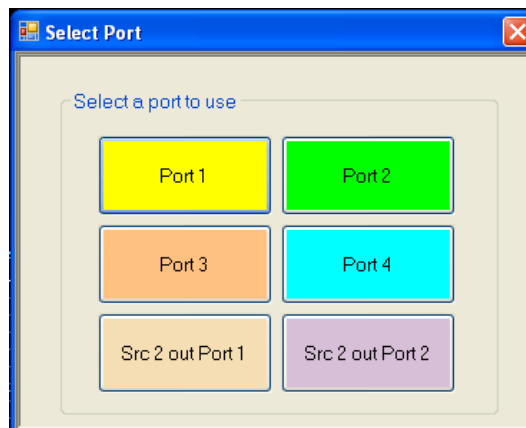 Select Port
Select a port to use
Port 1
Port 2
Port 3
Port 4
Src 2 out Port 1
Src 2 out Port 2